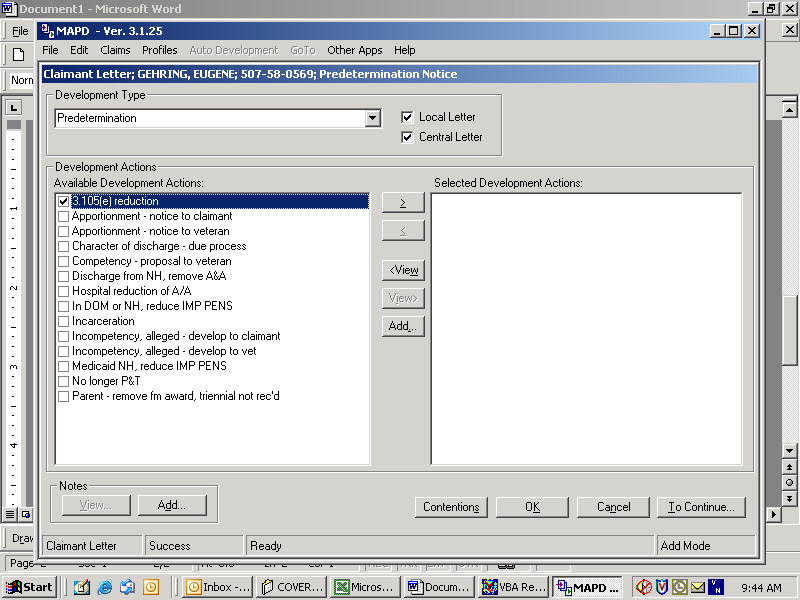 Document1 - Microsoft Word
File
MAPD - Ver. 3.1.25
File Edit Claims Profiles Auto Development GoTo Other Apps Help
Claimant Letter; GEHRING, EUGENE; 507-58-0569; Predetermination Notice
Norm
Development Type
Predetermination
Local Letter
Central Letter
Development Actions
Available Development Actions:
Selected Development Actions:
3.105(e) reduction
Apportionment - notice to claimant
Apportionment - notice to veteran
Character of discharge - due process
Competency - proposal to veteran
Discharge from NH, remove A&A
Hospital reduction of A/A
In DOM or NH, reduce IMP PENS
Incarceration
Incompetency, alleged - develop to claimant
Incompetency, alleged - develop to vet
Medicaid NH, reduce IMP PENS
No longer P&T
Parent - remove fm award, triennial not rec'd
>
<
<View
View>
Add...
1
2
3
4
Notes
View...
Add...
Contentions
OK
Cancel
To Continue...
Draw
Claimant Letter
Success
Ready
Add Mode
Page
Start
Inbox -...
COVER...
Micros...
Docum...
VBA Re...
MAPD ...
9:44 AM